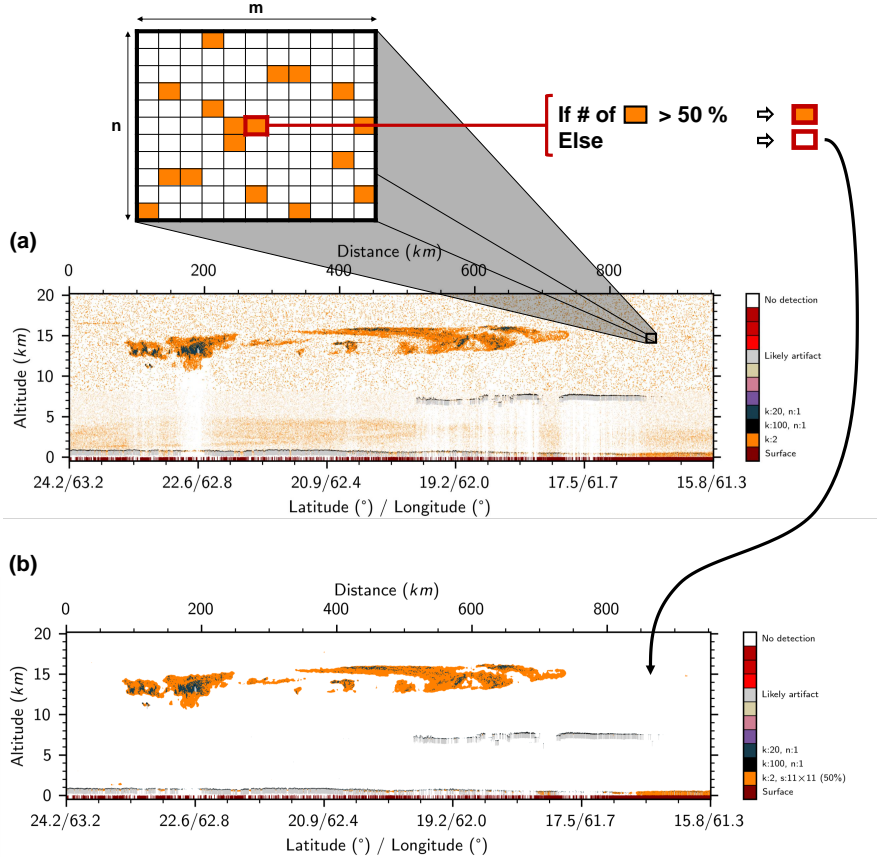 m
n
If # of > 50 %
Else
(a)
Distance (km)
0 200 400 600 800
20
15
10
5
0
Altitude (km)
24.2/63.2 22.6/62.8 20.9/62.4 19.2/62.0 17.5/61.7 15.8/61.3
Latitude (°) / Longitude (°)
No detection
Likely artifact
k:20, n:1
k:100, n:1
k:2
Surface
(b)
Distance (km)
0 200 400 600 800
20
15
10
5
0
Altitude (km)
24.2/63.2 22.6/62.8 20.9/62.4 19.2/62.0 17.5/61.7 15.8/61.3
Latitude (°) / Longitude (°)
No detection
Likely artifact
k:20, n:1
k:100, n:1
k:2, s:11×11 (50%)
Surface